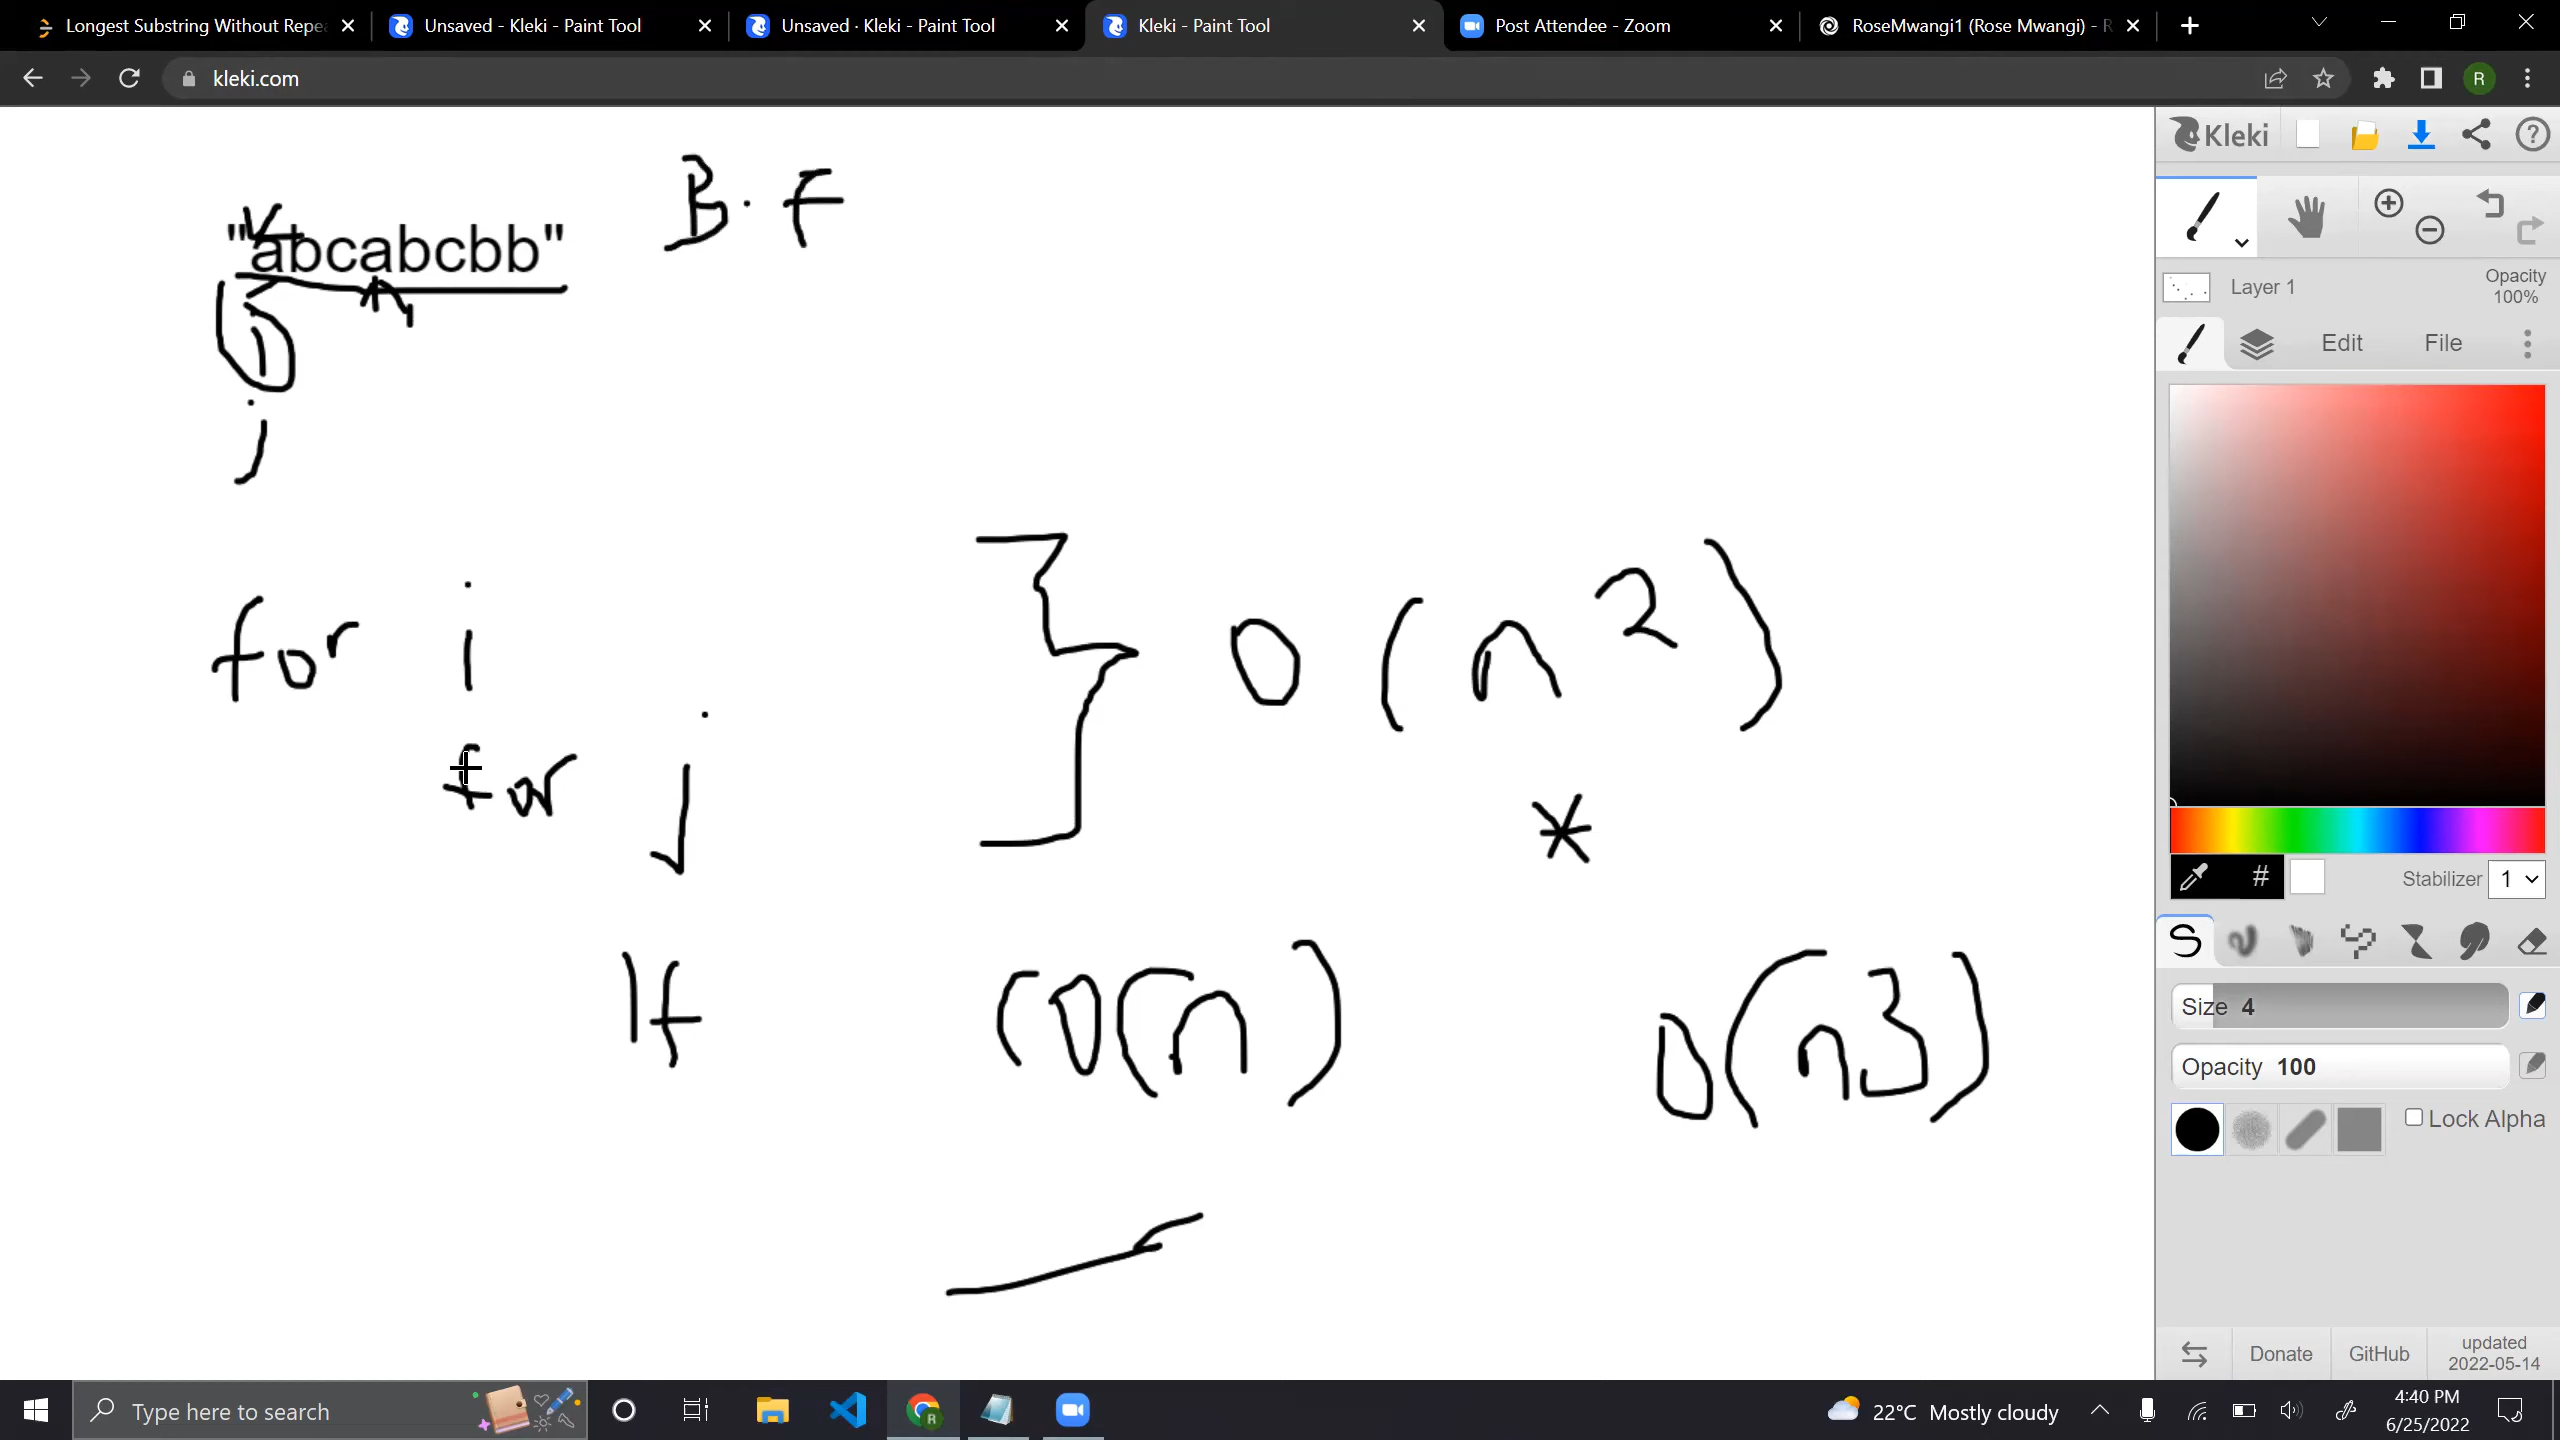 Longest Substring Without Repe
Unsaved - Kleki - Paint Tool
Unsaved · Kleki - Paint Tool
Kleki - Paint Tool
Post Attendee - Zoom
RoseMwangi1 (Rose Mwangi) - R
kleki.com
R
Kleki
B.F
"abcabcbb"
i
j
Layer 1
Opacity
100%
Edit
File
for i
for j
O(n2)
*
If
(O(n)
O(n3)
#
Stabilizer
1
Size 4
Opacity 100
Lock Alpha
Donate
GitHub
updated
2022-05-14
Type here to search
22°C Mostly cloudy
4:40 PM
6/25/2022